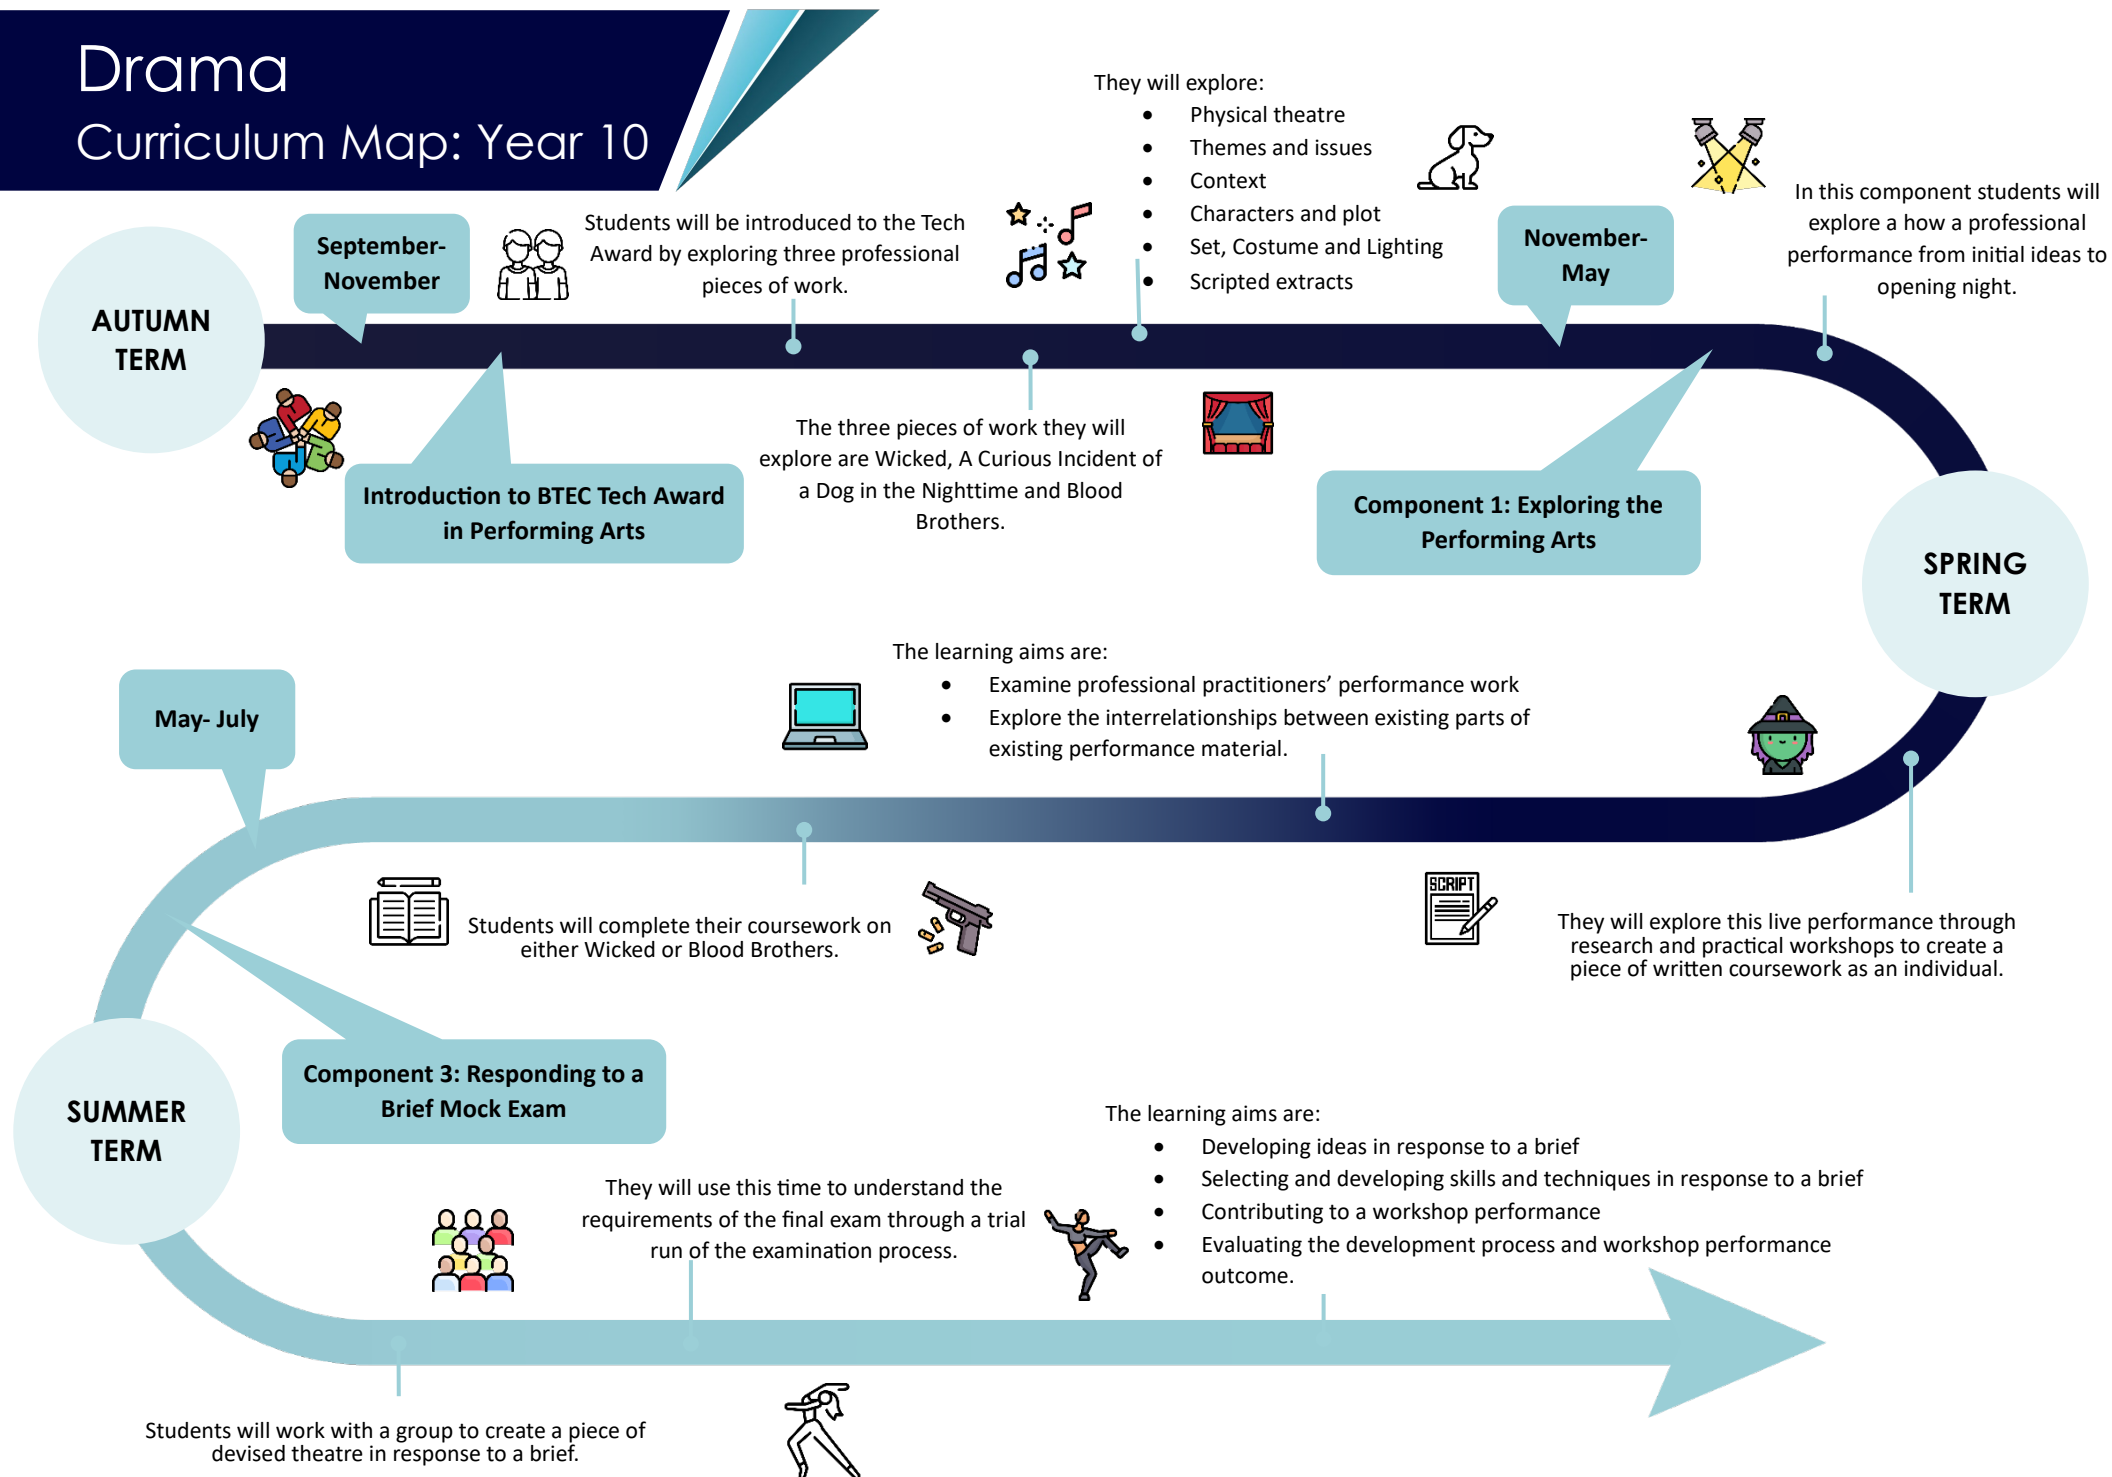 Drama
Curriculum Map: Year 10
AUTUMN
TERM
September-
November
Introduction to BTEC Tech Award
in Performing Arts
Students will be introduced to the Tech
Award by exploring three professional
pieces of work.
The three pieces of work they will
explore are Wicked, A Curious Incident of
a Dog in the Nighttime and Blood
Brothers.
They will explore:
• Physical theatre
• Themes and issues
• Context
• Characters and plot
• Set, Costume and Lighting
• Scripted extracts
November-
May
Component 1: Exploring the
Performing Arts
In this component students will
explore a how a professional
performance from initial ideas to
opening night.
SPRING
TERM
They will explore this live performance through
research and practical workshops to create a
piece of written coursework as an individual.
SCRIPT
The learning aims are:
• Examine professional practitioners’ performance work
• Explore the interrelationships between existing parts of
existing performance material.
Students will complete their coursework on
either Wicked or Blood Brothers.
May- July
Component 3: Responding to a
Brief Mock Exam
SUMMER
TERM
Students will work with a group to create a piece of
devised theatre in response to a brief.
They will use this time to understand the
requirements of the final exam through a trial
run of the examination process.
The learning aims are:
• Developing ideas in response to a brief
• Selecting and developing skills and techniques in response to a brief
• Contributing to a workshop performance
• Evaluating the development process and workshop performance
outcome.